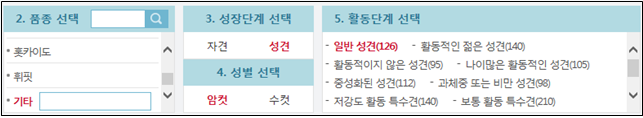 2. 품종 선택
홋카이도
휘핏
기타
3. 성장단계 선택
자견 성견
4. 성별 선택
암컷 수컷
5. 활동단계 선택
- 일반 성견(126) - 활동적인 젊은 성견(140)
- 활동적이지 않은 성견(95) - 나이많은 활동적인 성견(105)
- 중성화된 성견(112) - 과체중 또는 비만 성견(98)
- 저강도 활동 특수견(140) - 보통 활동 특수견(210)